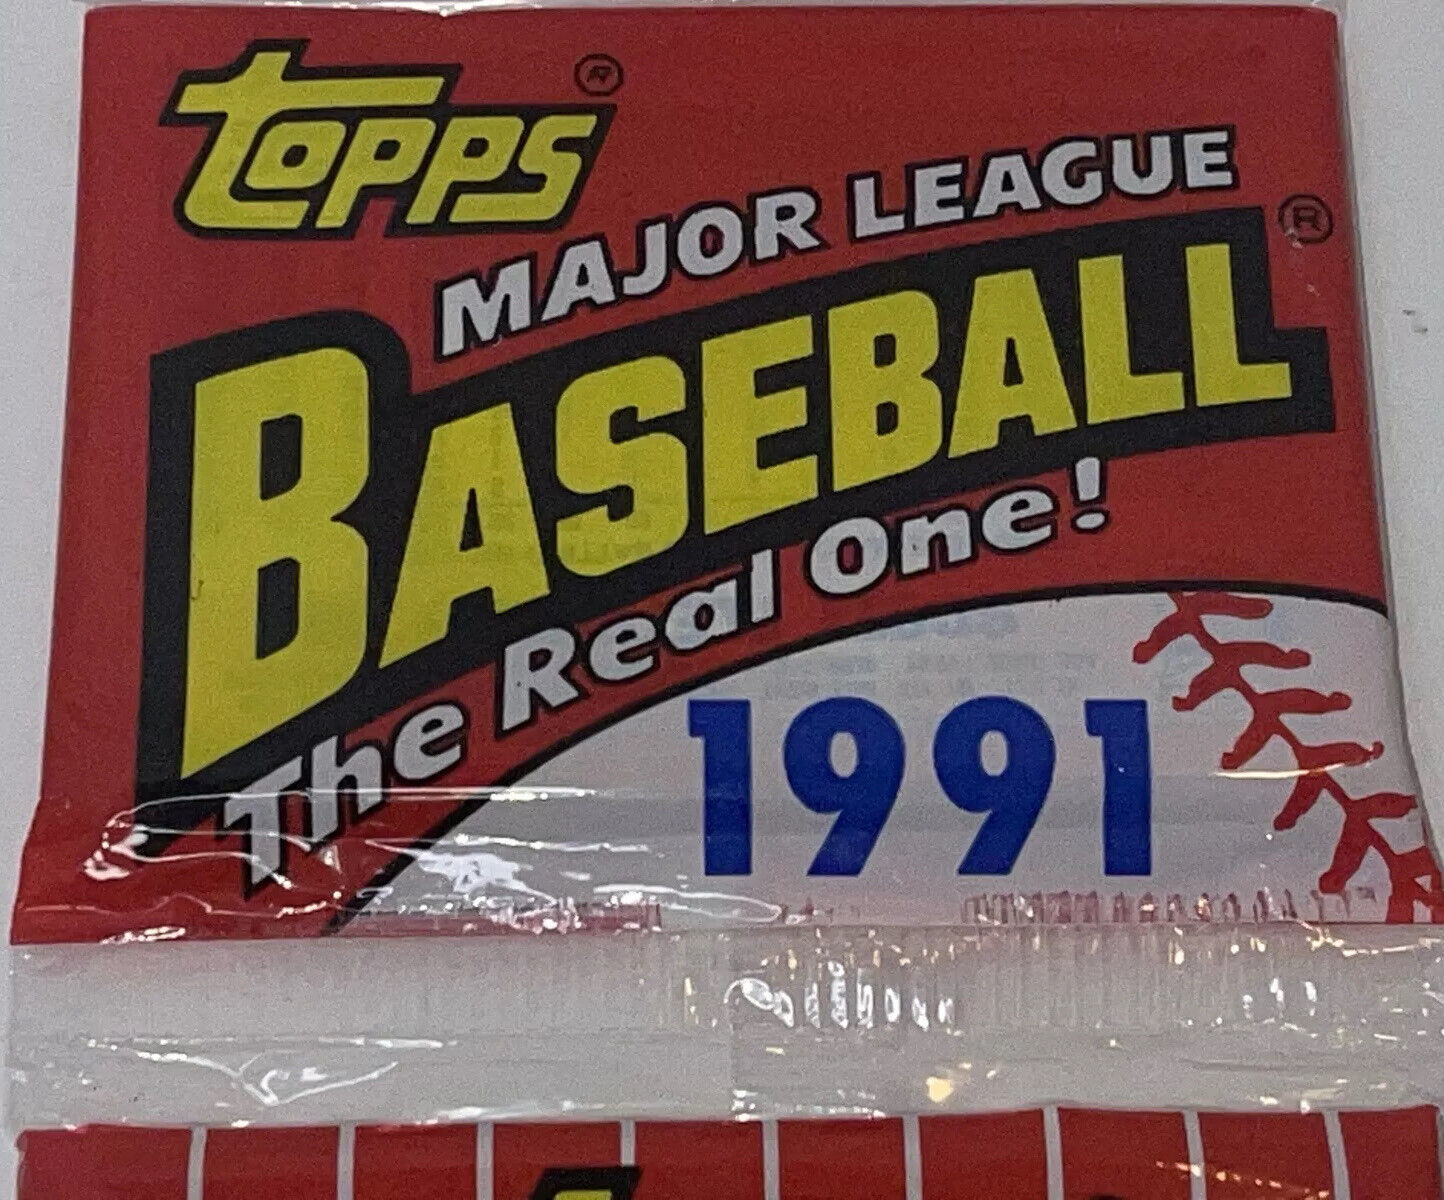 Topps ®
MAJOR LEAGUE
BASEBALL ®
The Real One!
1991